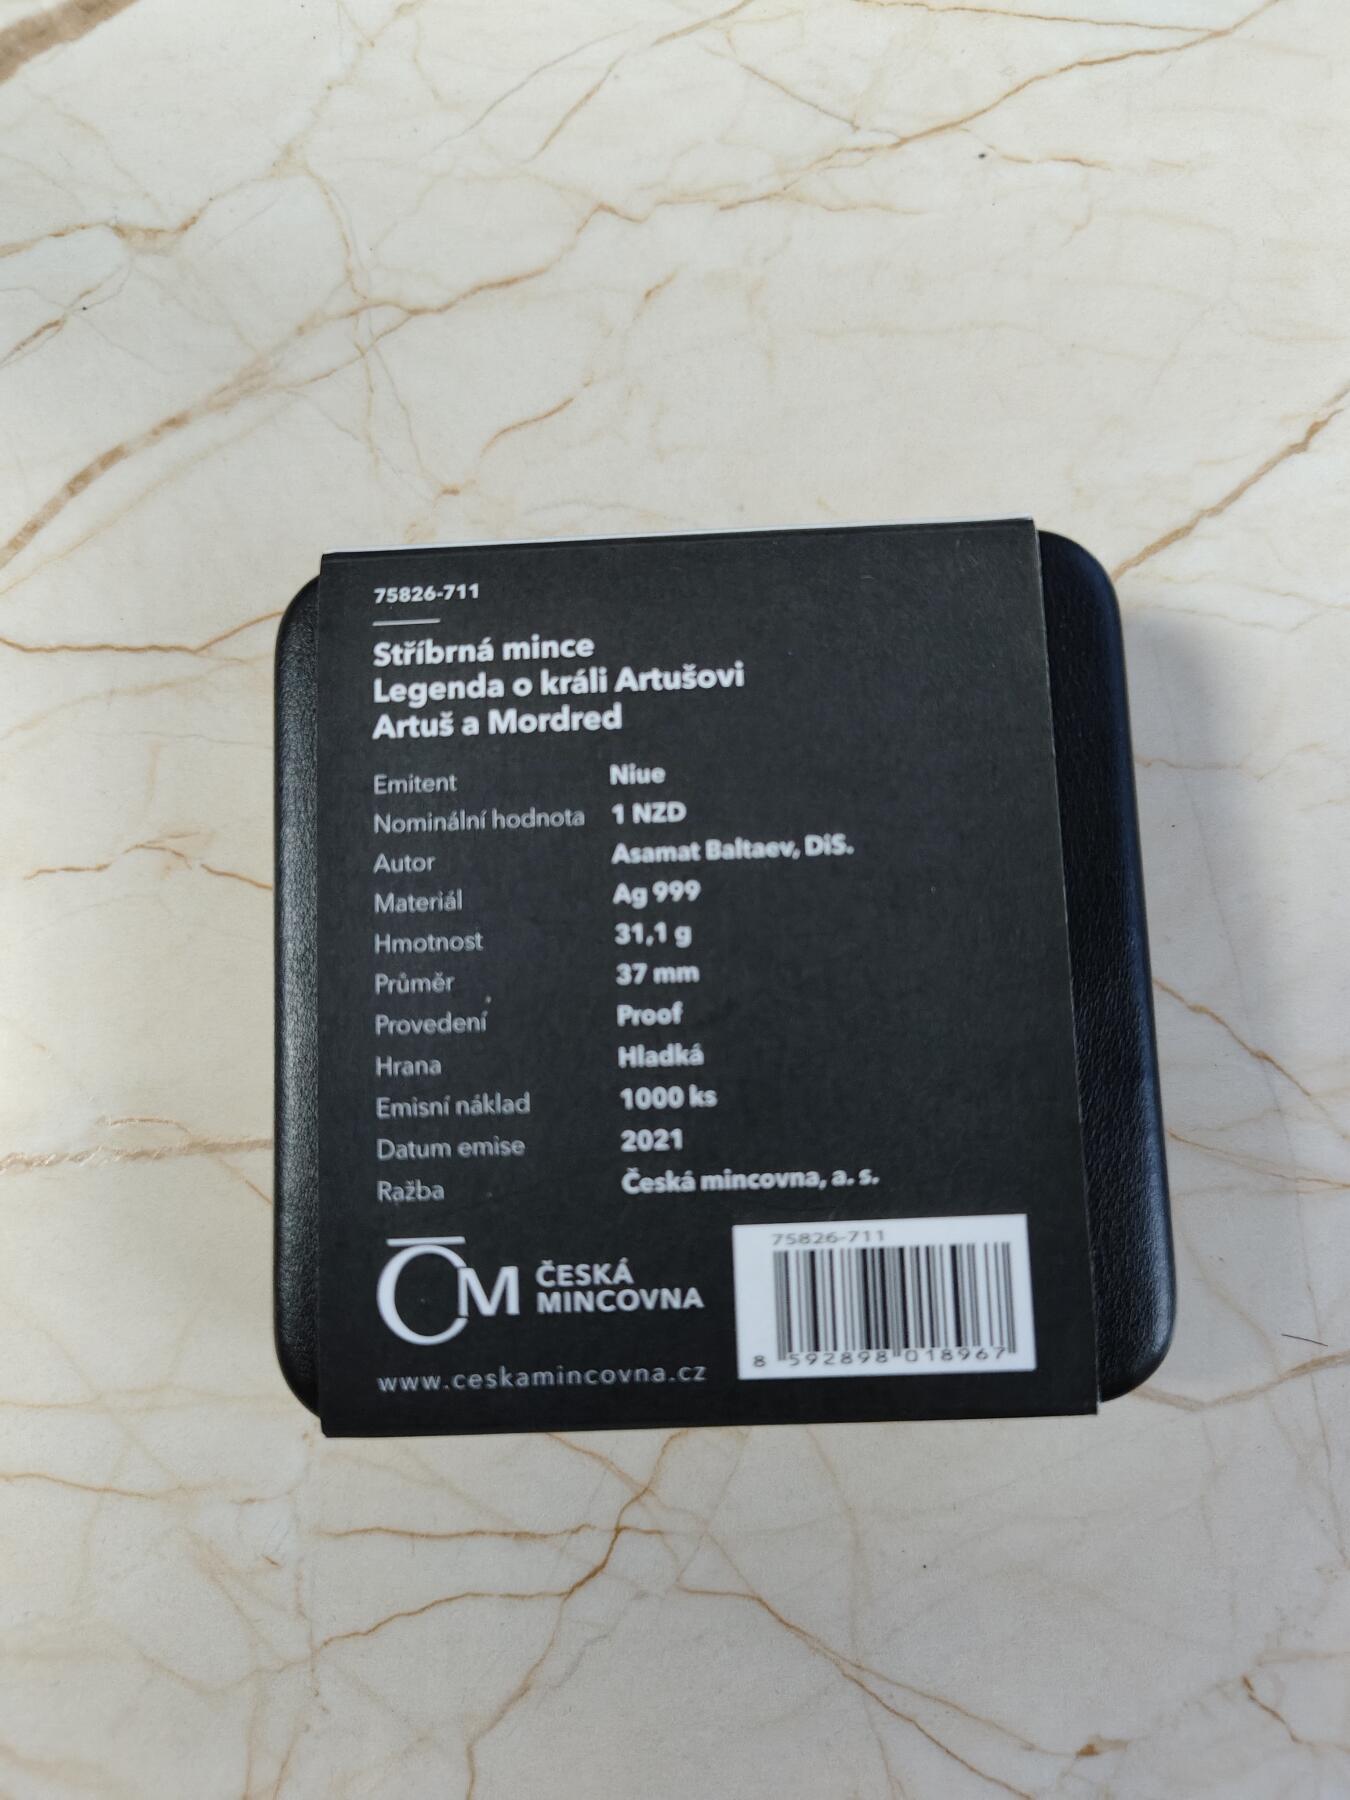 75826-711
Stříbrná mince
Legenda o králi Artušovi
Artuš a Mordred
Emitent Niue
Nominální hodnota 1 NZD
Autor Asamat Baltaev, DiS.
Materiál Ag 999
Hmotnost 31,1 g
Průměr 37 mm
Provedení Proof
Hrana Hladká
Emisní náklad 1000 ks
Datum emise 2021
Ražba Česká mincovna, a. s.
ČM ČESKÁ
MINCOVNA
www.ceskamincovna.cz
75826-711
8 592898 018967